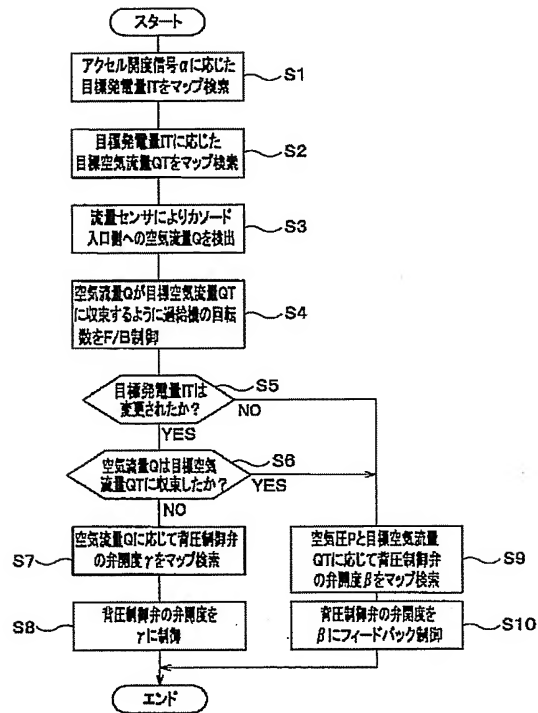 スタート
アクセル開度信号αに応じた
目標発電量ITをマップ検索
S1
目標発電量ITに応じた
目標空気流量QTをマップ検索
S2
流量センサによりカソード
入口側への空気流量Qを検出
S3
空気流量Qが目標空気流量QT
に収束するように過給機の回転
数をF/B制御
S4
目標発電量ITは
変更されたか?
S5
NO
YES
空気流量Qは目標空気
流量QTに収束したか?
S6
YES
NO
空気流量Qに応じて背圧制御弁
の弁開度γをマップ検索
S7
背圧制御弁の弁開度を
γに制御
S8
空気圧Pと目標空気流量
QTに応じて背圧制御弁
の弁開度βをマップ検索
S9
背圧制御弁の弁開度を
βにフィードバック制御
S10
エンド